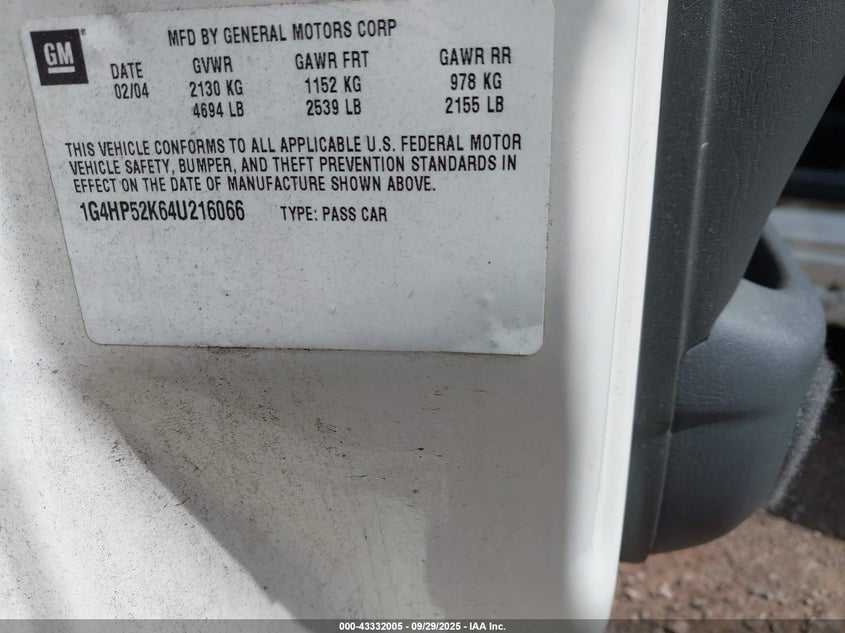 GM
MFD BY GENERAL MOTORS CORP
DATE GVWR GAWR FRT GAWR RR
02/04 2130 KG 1152 KG 978 KG
4694 LB 2539 LB 2155 LB
THIS VEHICLE CONFORMS TO ALL APPLICABLE U.S. FEDERAL MOTOR
VEHICLE SAFETY, BUMPER, AND THEFT PREVENTION STANDARDS IN
EFFECT ON THE DATE OF MANUFACTURE SHOWN ABOVE.
1G4HP52K64U216066 TYPE: PASS CAR
000-43332005 - 09/29/2025 - IAA Inc.